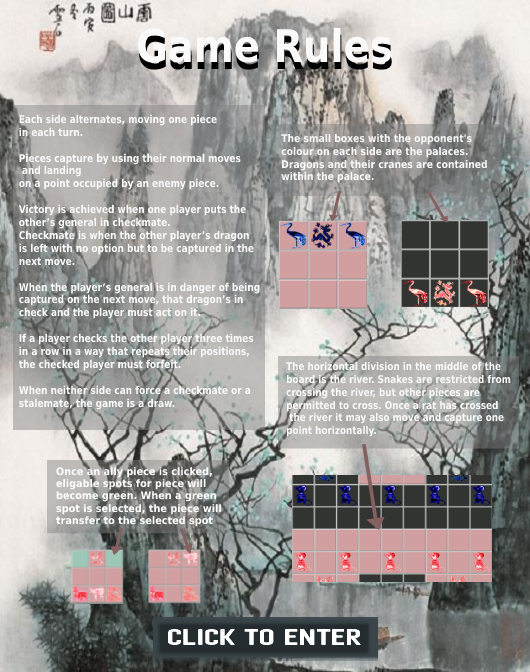 雪山圖
丙寅
冬
Game Rules
Each side alternates, moving one piece
in each turn.
Pieces capture by using their normal moves
and landing
on a point occupied by an enemy piece.
Victory is achieved when one player puts the
other's general in checkmate.
Checkmate is when the other player's dragon
is left with no option but to be captured in the
next move.
When the player's general is in danger of being
captured on the next move, that dragon's in
check and the player must act on it.
If a player checks the other player three times
in a row in a way that repeats their positions,
the checked player must forfeit.
When neither side can force a checkmate or a
stalemate, the game is a draw.
The small boxes with the opponent's
colour on each side are the palaces.
Dragons and their cranes are contained
within the palace.
The horizontal division in the middle of the
board is the river. Snakes are restricted from
crossing the river, but other pieces are
permitted to cross. Once a rat has crossed
the river it may also move and capture one
point horizontally.
Once an ally piece is clicked,
eligable spots for piece will
become green. When a green
spot is selected, the piece will
transfer to the selected spot
CLICK TO ENTER